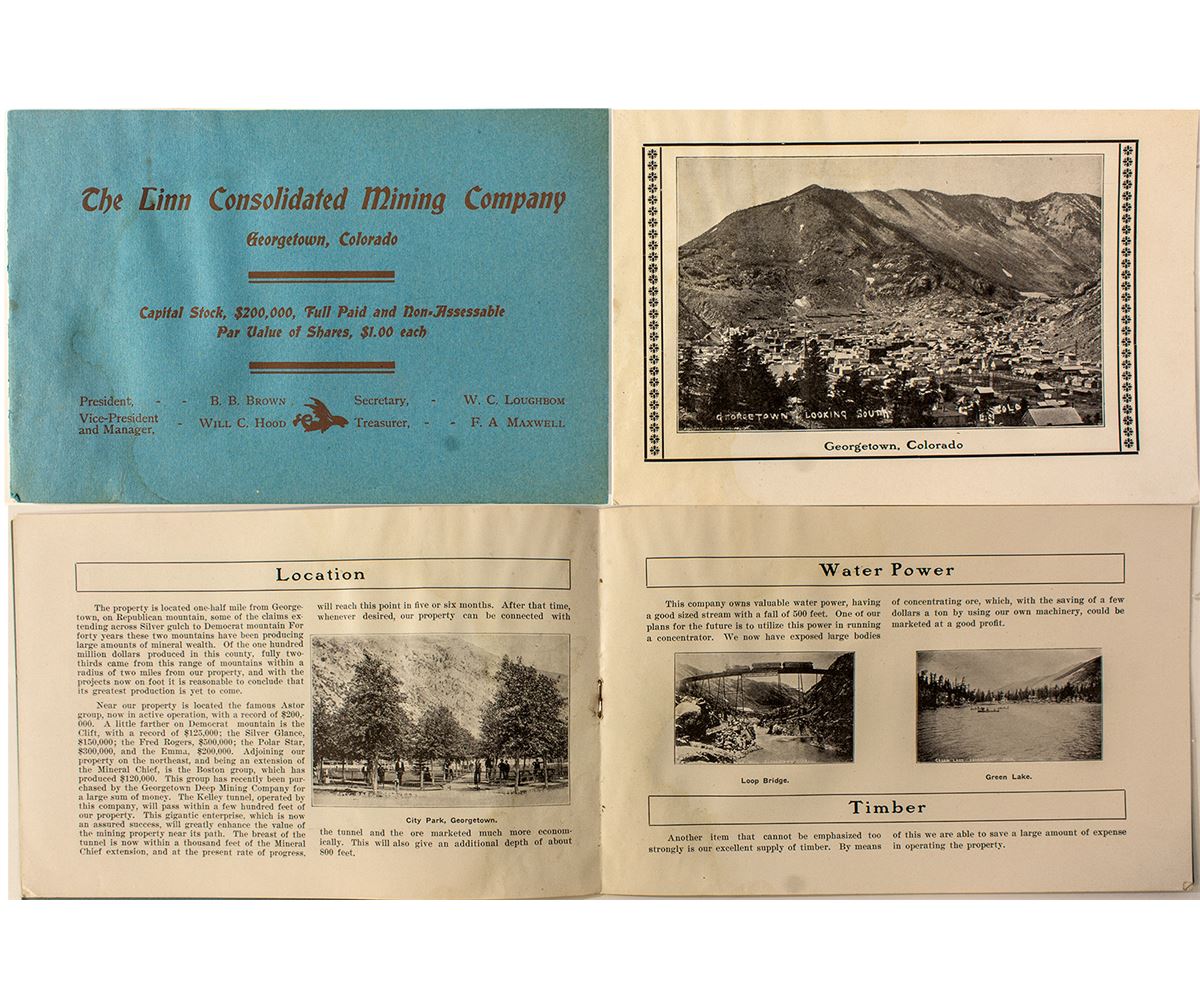 The Linn Consolidated Mining Company
Georgetown, Colorado
Capital Stock, $200,000, Full Paid and Non-Assessable
Par Value of Shares, $1.00 each
President, - - B. B. Brown
Vice-President
and Manager, - Will C. Hood
Secretary, - W. C. Loughbom
Treasurer, - F. A Maxwell
GEORGETOWN LOOKING SOUTH
Georgetown, Colorado
Location
The property is located one-half mile from George-
town, on Republican mountain, some of the claims ex-
tending across Silver gulch to Democrat mountain For
forty years these two mountains have been producing
large amounts of mineral wealth. Of the one hundred
million dollars produced in this county, fully two-
thirds came from this range of mountains within a
radius of two miles from our property, and with the
projects now on foot it is reasonable to conclude that
its greatest production is yet to come.
Near our property is located the famous Astor
group, now in active operation, with a record of $200,-
000. A little farther on Democrat mountain is the
Clift, with a record of $125,000; the Silver Glance,
$150,000; the Fred Rogers, $500,000; the Polar Star,
$300,000, and the Emma, $200,000. Adjoining our
property on the northeast, and being an extension of
the Mineral Chief, is the Boston group, which has
produced $120,000. This group has recently been pur-
chased by the Georgetown Deep Mining Company for
a large sum of money. The Kelley tunnel, operated by
this company, will pass within a few hundred feet of
our property. This gigantic enterprise, which is now
an assured success, will greatly enhance the value of
the mining property near its path. The breast of the
tunnel is now within a thousand feet of the Mineral
Chief extension, and at the present rate of progress,
will reach this point in five or six months. After that time,
whenever desired, our property can be connected with
City Park, Georgetown.
the tunnel and the ore marketed much more econom-
ically. This will also give an additional depth of about
800 feet.
Water Power
This company owns valuable water power, having
a good sized stream with a fall of 500 feet. One of our
plans for the future is to utilize this power in running
a concentrator. We now have exposed large bodies
of concentrating ore, which, with the saving of a few
dollars a ton by using our own machinery, could be
marketed at a good profit.
Loop Bridge.
Green Lake.
Timber
Another item that cannot be emphasized too
strongly is our excellent supply of timber. By means
of this we are able to save a large amount of expense
in operating the property.